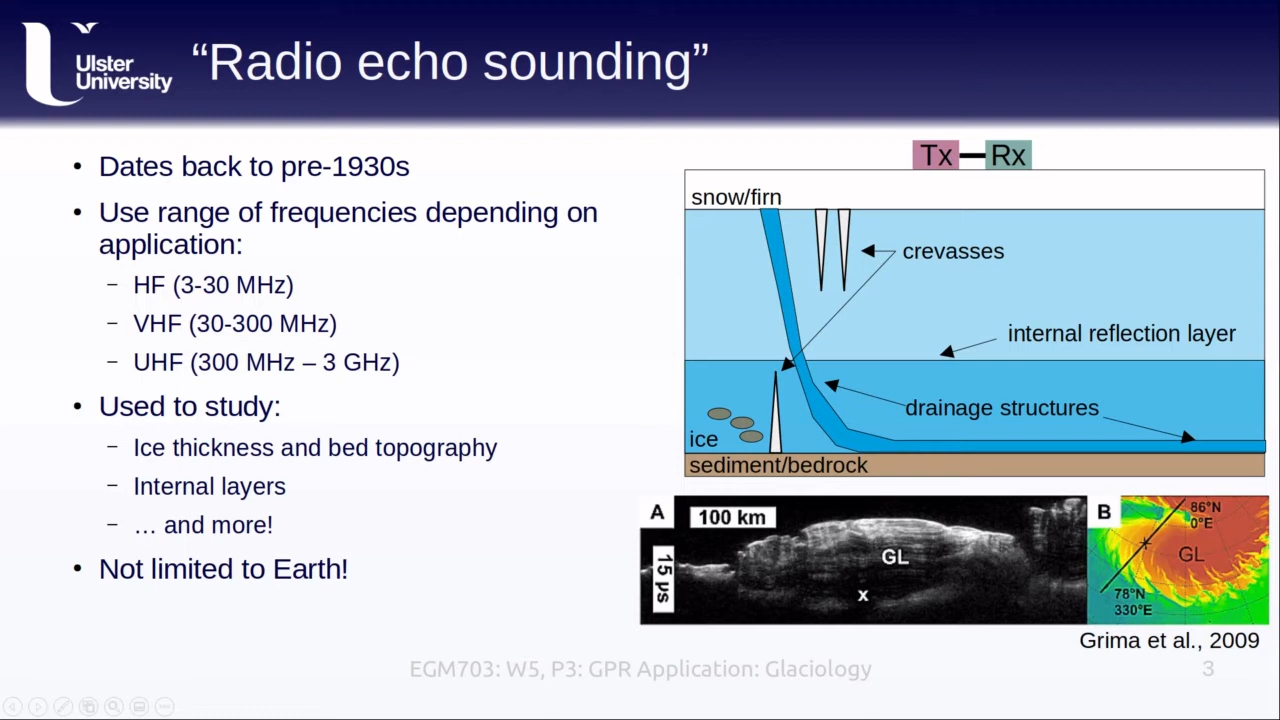 Ulster
University
“Radio echo sounding”
• Dates back to pre-1930s
• Use range of frequencies depending on
application:
– HF (3-30 MHz)
– VHF (30-300 MHz)
– UHF (300 MHz – 3 GHz)
• Used to study:
– Ice thickness and bed topography
– Internal layers
– … and more!
• Not limited to Earth!
Tx Rx
snow/firn
crevasses
internal reflection layer
drainage structures
ice
sediment/bedrock
A
100 km
15 µs
GL
x
B
86°N
0°E
GL
78°N
330°E
Grima et al., 2009
EGM703: W5, P3: GPR Application: Glaciology
3